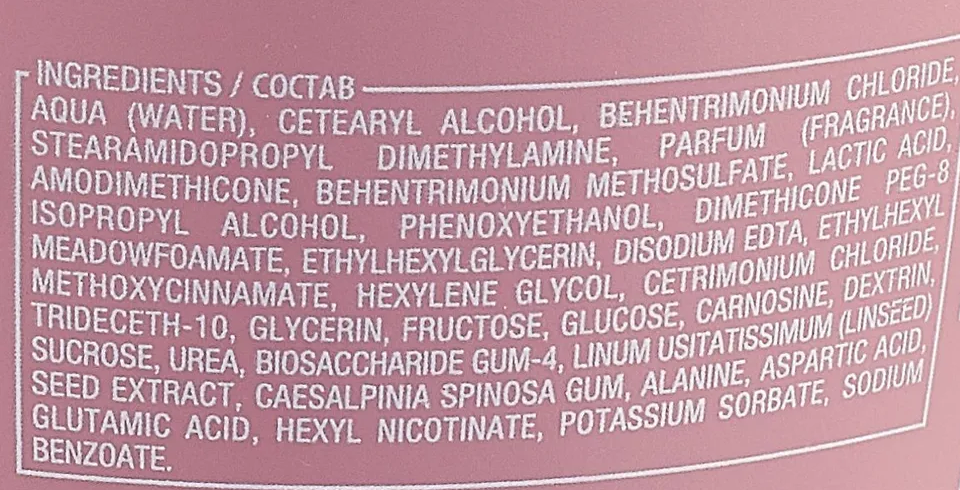 INGREDIENTS / СОСТАВ
AQUA (WATER), CETEARYL ALCOHOL, BEHENTRIMONIUM CHLORIDE,
STEARAMIDOPROPYL DIMETHYLAMINE, PARFUM (FRAGRANCE),
AMODIMETHICONE, BEHENTRIMONIUM METHOSULFATE, LACTIC ACID,
ISOPROPYL ALCOHOL, PHENOXYETHANOL, DIMETHICONE PEG-8
MEADOWFOAMATE, ETHYLHEXYLGLYCERIN, DISODIUM EDTA, ETHYLHEXYL
METHOXYCINNAMATE, HEXYLENE GLYCOL, CETRIMONIUM CHLORIDE,
TRIDECETH-10, GLYCERIN, FRUCTOSE, GLUCOSE, CARNOSINE, DEXTRIN,
SUCROSE, UREA, BIOSACCHARIDE GUM-4, LINUM USITATISSIMUM (LINSEED)
SEED EXTRACT, CAESALPINIA SPINOSA GUM, ALANINE, ASPARTIC ACID,
GLUTAMIC ACID, HEXYL NICOTINATE, POTASSIUM SORBATE, SODIUM
BENZOATE.